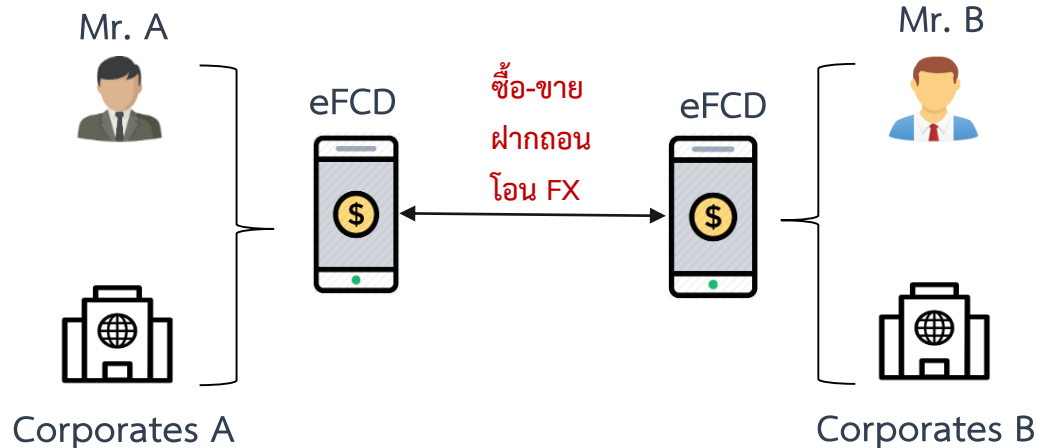 Mr. A
Mr. B
eFCD
ซื้อ-ขาย
ฝากถอน
โอน FX
eFCD
$
$
Corporates A
Corporates B